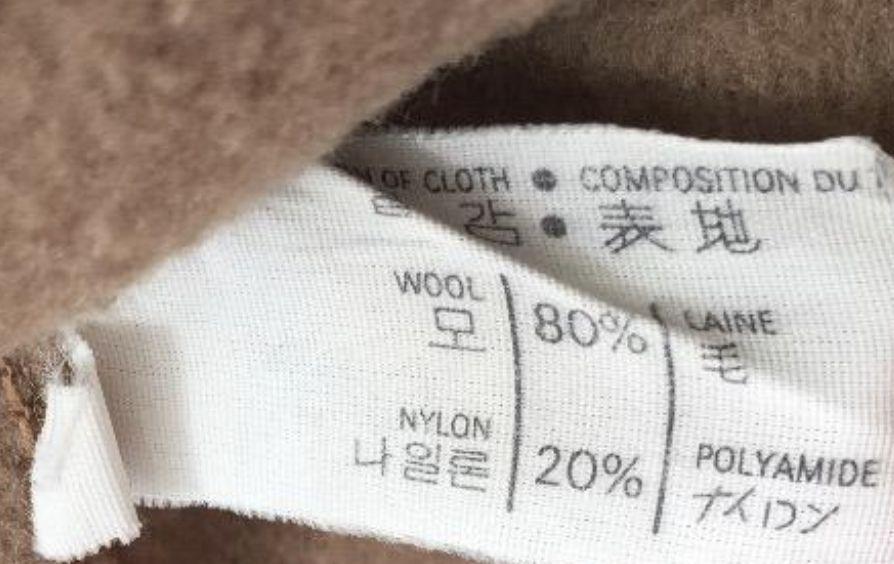 OF CLOTH ● COMPOSITION DU
감 ● 表地
WOOL 80% LAINE
모 毛
NYLON 20% POLYAMIDE
나일론 ナイロン